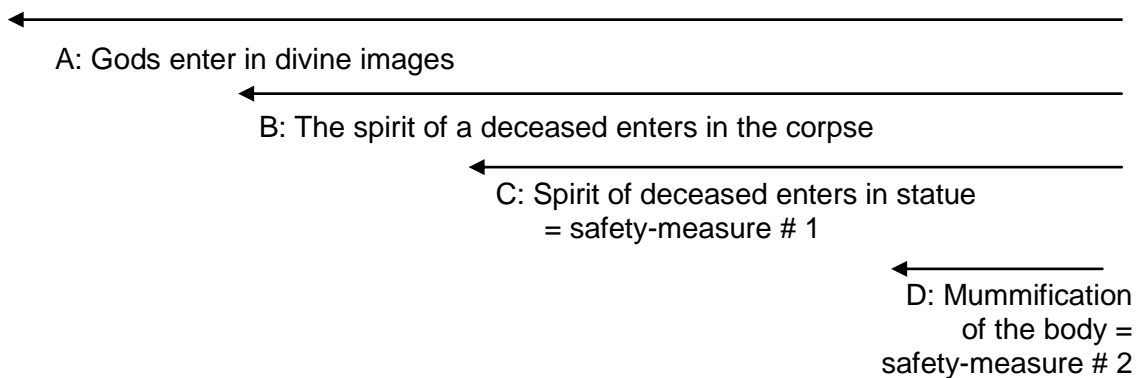 A: Gods enter in divine images
B: The spirit of a deceased enters in the corpse
C: Spirit of deceased enters in statue
= safety-measure # 1
D: Mummification
of the body =
safety-measure # 2